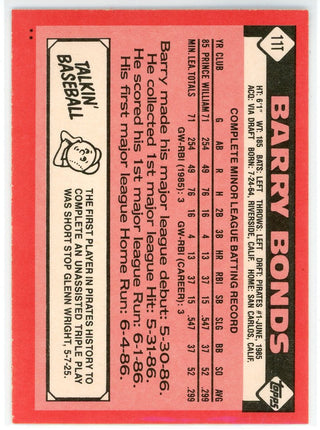 11T
BARRY BONDS
topps
HT: 6'1" WT: 185 BATS: LEFT THROWS: LEFT DRFT: PIRATES #1-JUNE, 1985
ACQ: VIA DRAFT BORN: 7-24-64, RIVERSIDE, CALIF. HOME: SAN CARLOS, CALIF.
COMPLETE MINOR LEAGUE BATTING RECORD
YR CLUB G AB R H 2B 3B HR RBI SB SLG BB SO AVG
85 PRINCE WILLIAM 71 254 49 76 16 4 13 37 15 .547 37 52 .299
MIN. LEA. TOTALS 71 254 49 76 16 4 13 37 15 .547 37 52 .299
GW-RBI (1985): 3 GW-RBI (CAREER): 3
Barry made his major league debut: 5-30-86.
He collected 1st major league Hit: 5-31-86.
He scored his 1st major league Run: 6-1-86.
His first major league Home Run: 6-4-86.
TALKIN'
BASEBALL
THE FIRST PLAYER IN PIRATES HISTORY TO
COMPLETE AN UNASSISTED TRIPLE PLAY
WAS SHORT STOP GLENN WRIGHT, 5-7-25.